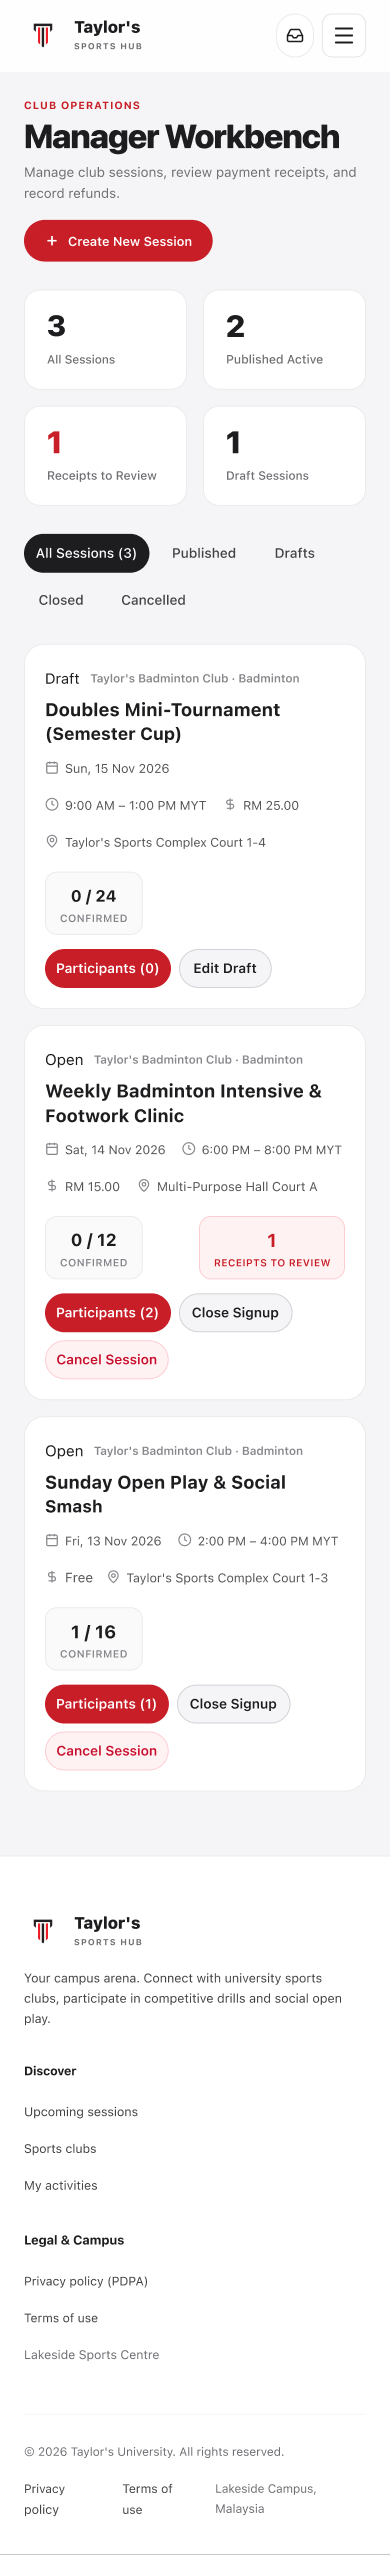 Taylor's
SPORTS HUB
CLUB OPERATIONS
Manager Workbench
Manage club sessions, review payment receipts, and
record refunds.
+ Create New Session
3
All Sessions
2
Published Active
1
Receipts to Review
1
Draft Sessions
All Sessions (3) Published Drafts
Closed Cancelled
Draft Taylor's Badminton Club · Badminton
Doubles Mini-Tournament
(Semester Cup)
Sun, 15 Nov 2026
9:00 AM – 1:00 PM MYT $ RM 25.00
Taylor's Sports Complex Court 1-4
0 / 24
CONFIRMED
Participants (0) Edit Draft
Open Taylor's Badminton Club · Badminton
Weekly Badminton Intensive &
Footwork Clinic
Sat, 14 Nov 2026 6:00 PM – 8:00 PM MYT
$ RM 15.00 Multi-Purpose Hall Court A
0 / 12
CONFIRMED
1
RECEIPTS TO REVIEW
Participants (2) Close Signup
Cancel Session
Open Taylor's Badminton Club · Badminton
Sunday Open Play & Social
Smash
Fri, 13 Nov 2026 2:00 PM – 4:00 PM MYT
$ Free Taylor's Sports Complex Court 1-3
1 / 16
CONFIRMED
Participants (1) Close Signup
Cancel Session
Taylor's
SPORTS HUB
Your campus arena. Connect with university sports
clubs, participate in competitive drills and social open
play.
Discover
Upcoming sessions
Sports clubs
My activities
Legal & Campus
Privacy policy (PDPA)
Terms of use
Lakeside Sports Centre
© 2026 Taylor's University. All rights reserved.
Privacy
policy
Terms of
use
Lakeside Campus,
Malaysia